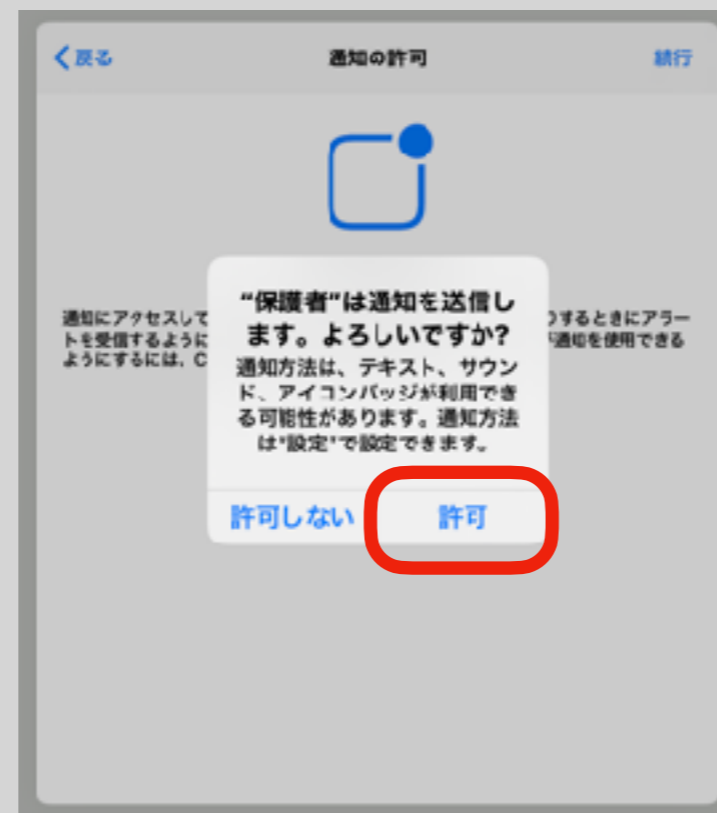 戻る
通知の許可
続行
通知にアクセスして
トを受信するように
ようにするには、C
りするときにアラー
が通知を使用できる
“保護者”は通知を送信し
ます。よろしいですか?
通知方法は、テキスト、サウン
ド、アイコンバッジが利用でき
る可能性があります。通知方法
は"設定"で設定できます。
許可しない
許可